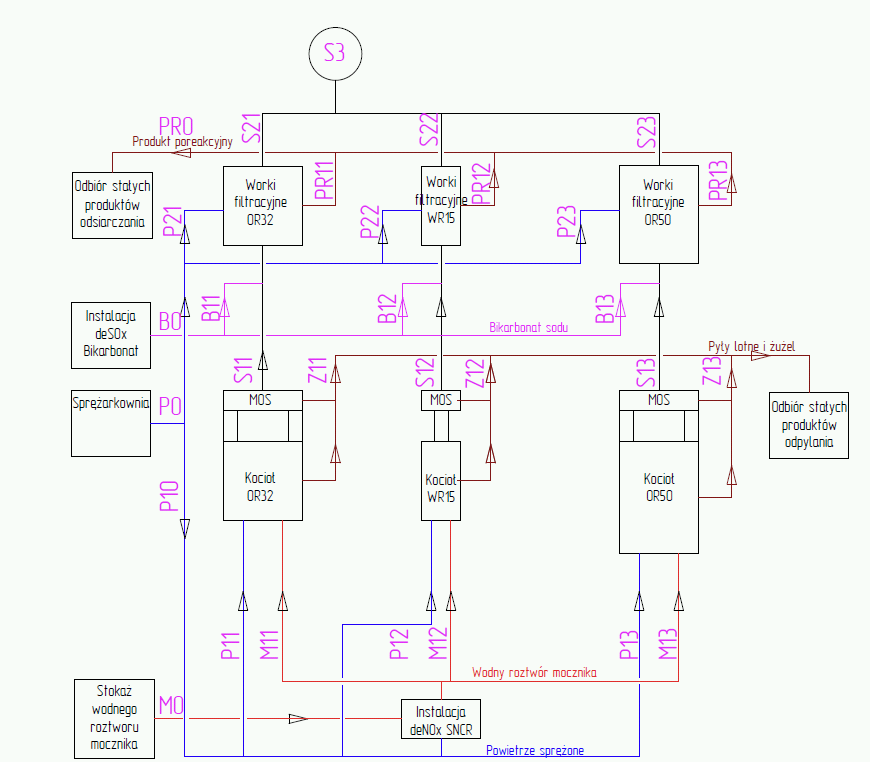 S3
PRO
Produkt poreakcyjny
S21
S22
S23
Odbiór stałych
produktów
odsiarczania
P21
Worki
filtracyjne
OR32
PR11
P22
Worki
filtracyjne
WR15
PR12
P23
Worki
filtracyjne
OR50
PR13
Instalacja
deSOx
Bikarbonat
B0
B11
B12
B13
Bikarbonat sodu
Pyły lotne i żużel
Sprężarkownia
P0
S11
Z11
S12
Z12
S13
Z13
MOS
MOS
MOS
Odbiór stałych
produktów
odpylania
Kocioł
OR32
Kocioł
WR15
Kocioł
OR50
P10
P11
M11
P12
M12
P13
M13
Wodny roztwór mocznika
Stokaż
wodnego
roztworu
mocznika
M0
Instalacja
deNOx SNCR
Powietrze sprężone